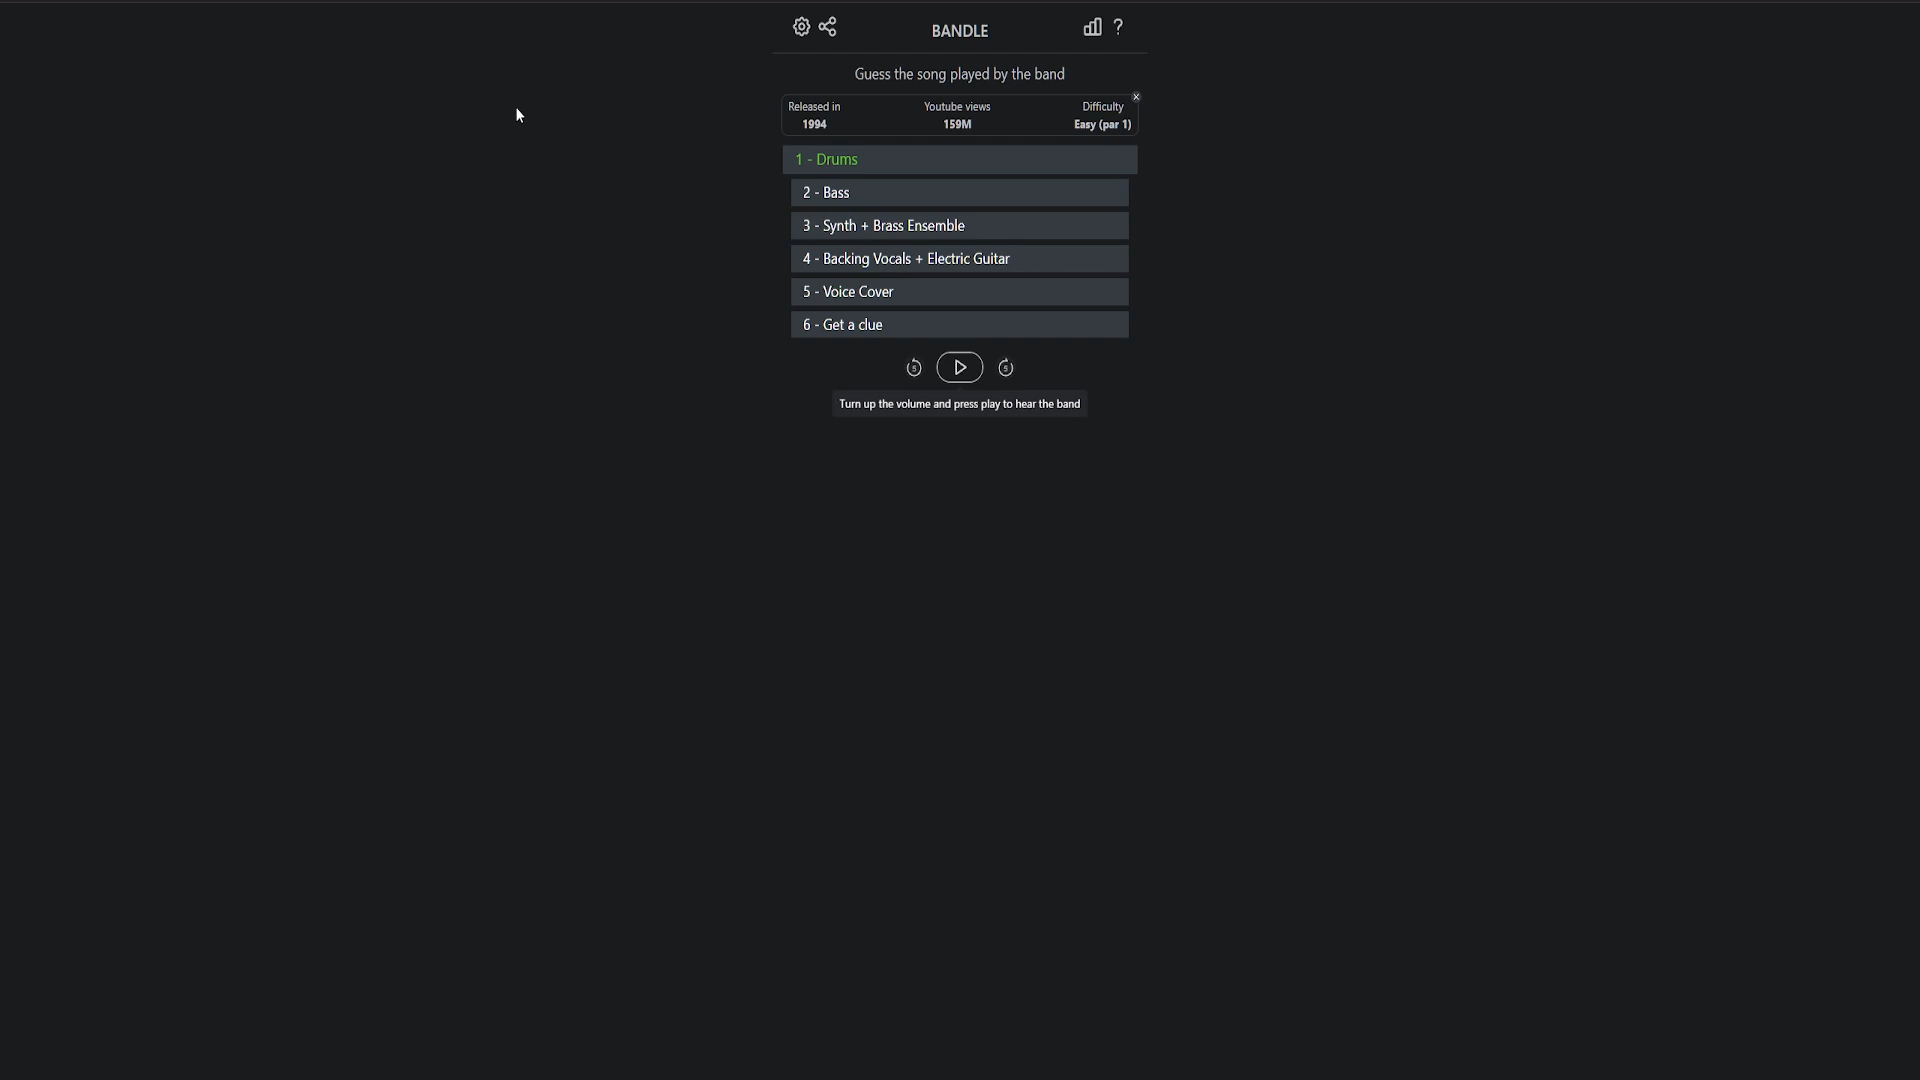 BANDLE
?
Guess the song played by the band
Released in
1994
Youtube views
159M
Difficulty
Easy (par 1)
1 - Drums
2 - Bass
3 - Synth + Brass Ensemble
4 - Backing Vocals + Electric Guitar
5 - Voice Cover
6 - Get a clue
5
5
Turn up the volume and press play to hear the band